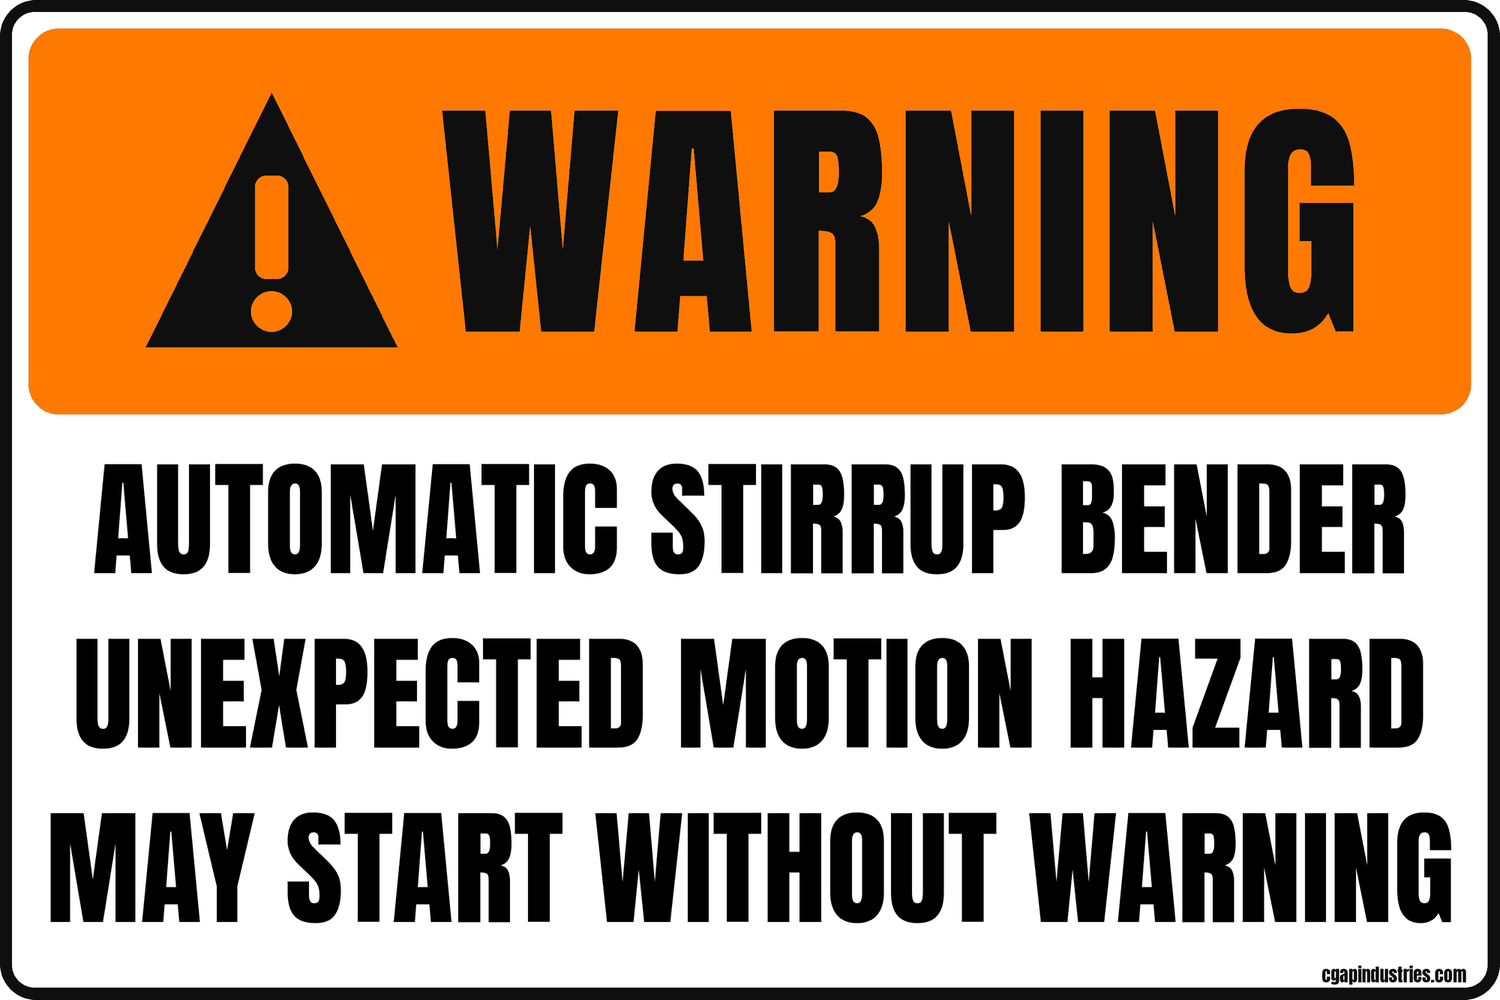 WARNING
AUTOMATIC STIRRUP BENDER
UNEXPECTED MOTION HAZARD
MAY START WITHOUT WARNING
cgapindustries.com